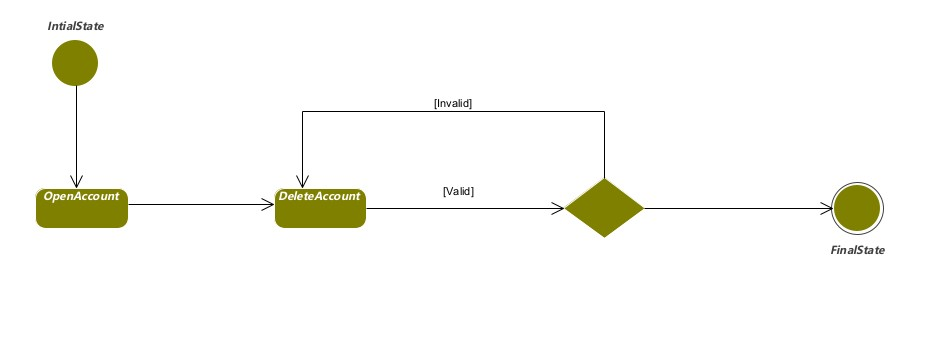 IntialState
[Invalid]
OpenAccount
DeleteAccount
[Valid]
FinalState